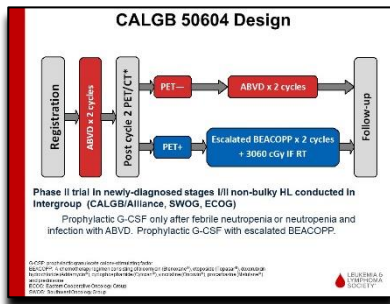 CALGB 50604 Design
Registration
ABVD x 2 cycles
Post cycle 2 PET/CT*
PET—
ABVD x 2 cycles
PET+
Escalated BEACOPP x 2 cycles
+ 3060 cGy IF RT
Follow-up
Phase II trial in newly-diagnosed stages I/II non-bulky HL conducted in
Intergroup (CALGB/Alliance, SWOG, ECOG)
Prophylactic G-CSF only after febrile neutropenia or neutropenia and
infection with ABVD. Prophylactic G-CSF with escalated BEACOPP.
ECOG: Eastern Cooperative Oncology Group
SWOG: Southwest Oncology Group
LEUKEMIA &
LYMPHOMA
SOCIETY